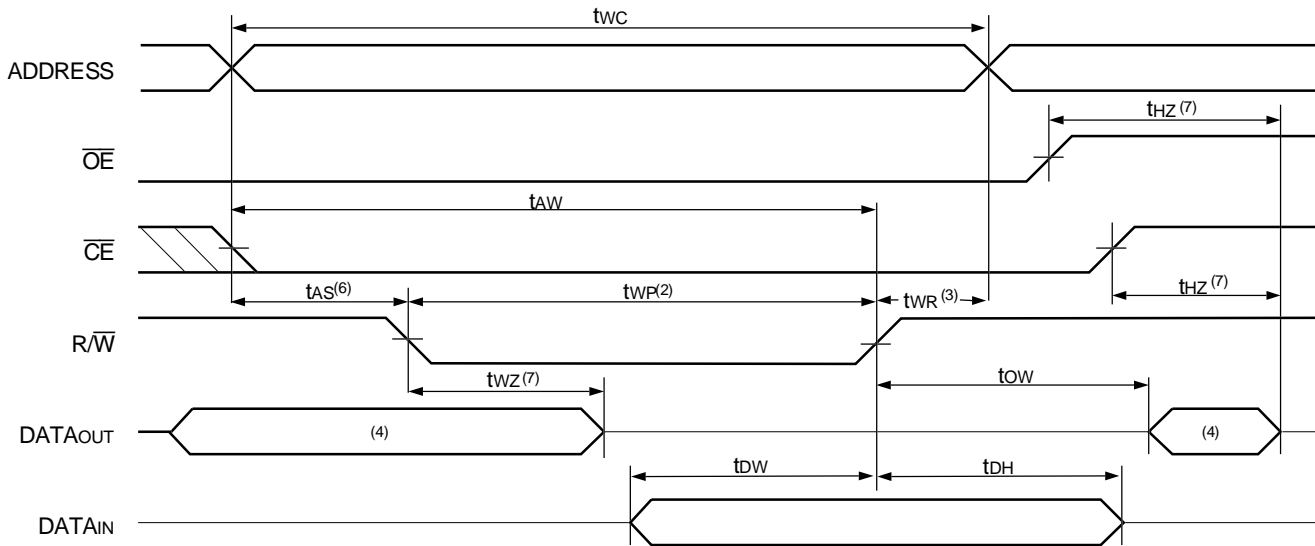 tWC
ADDRESS
tHZ(7)
OE
tAW
CE
tAS(6) tWP(2) tWR(3) tHZ(7)
R/W
tWZ(7) tOW
DATAOUT (4) (4)
tDW tDH
DATAIN